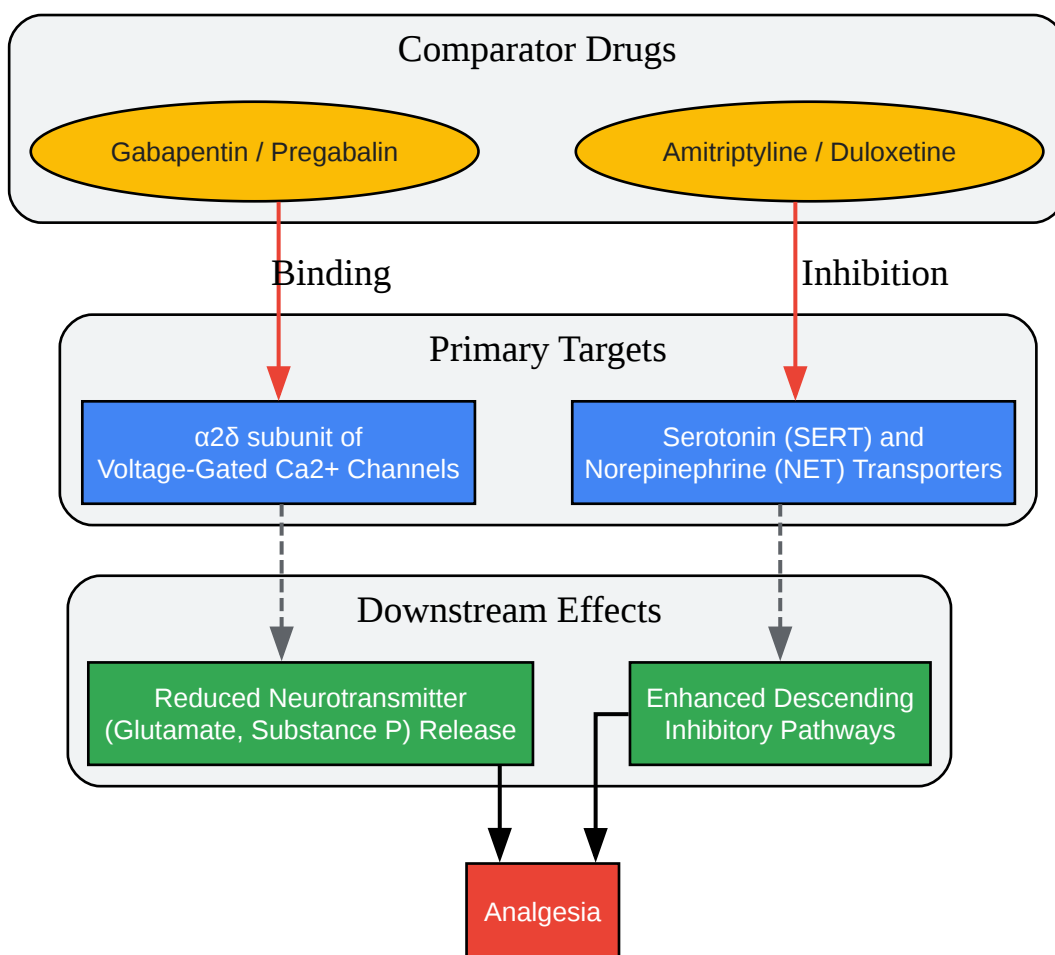 Comparator Drugs
Gabapentin / Pregabalin
Amitriptyline / Duloxetine
Binding
Inhibition
Primary Targets
α2δ subunit of
Voltage-Gated Ca2+ Channels
Serotonin (SERT) and
Norepinephrine (NET) Transporters
Downstream Effects
Reduced Neurotransmitter
(Glutamate, Substance P) Release
Enhanced Descending
Inhibitory Pathways
Analgesia